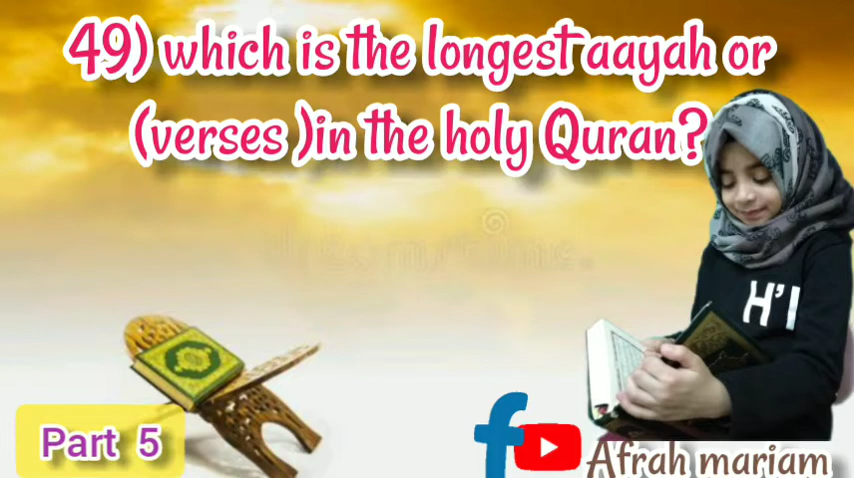 49) which is the longest aayah or
(verses )in the holy Quran?
H'I
Part 5
Afrah mariam